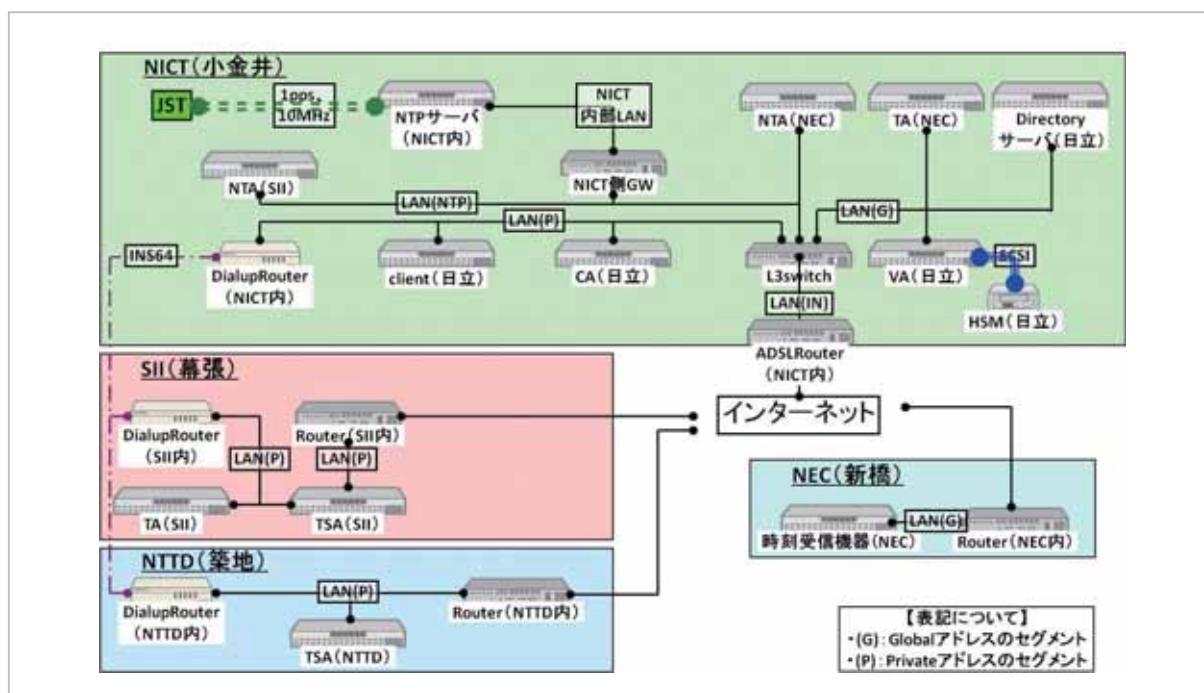 NICT(小金井)
JST
1pps,
10MHz
NTPサーバ
(NICT内)
NICT
内部LAN
NTA(NEC)
TA(NEC)
Directory
サーバ(日立)
NTA(SII)
NICT側GW
LAN(NTP)
LAN(P)
LAN(G)
INS64
DialupRouter
(NICT内)
client(日立)
CA(日立)
L3switch
VA(日立)
SCSI
HSM(日立)
LAN(IN)
ADSLRouter
(NICT内)
インターネット
SII(幕張)
DialupRouter
(SII内)
Router(SII内)
LAN(P)
LAN(P)
TA(SII)
TSA(SII)
NEC(新橋)
LAN(G)
時刻受信機器(NEC)
Router(NEC内)
NTTD(築地)
LAN(P)
DialupRouter
(NTTD内)
Router(NTTD内)
TSA(NTTD)
【表記について】
・(G):Globalアドレスのセグメント
・(P):Privateアドレスのセグメント